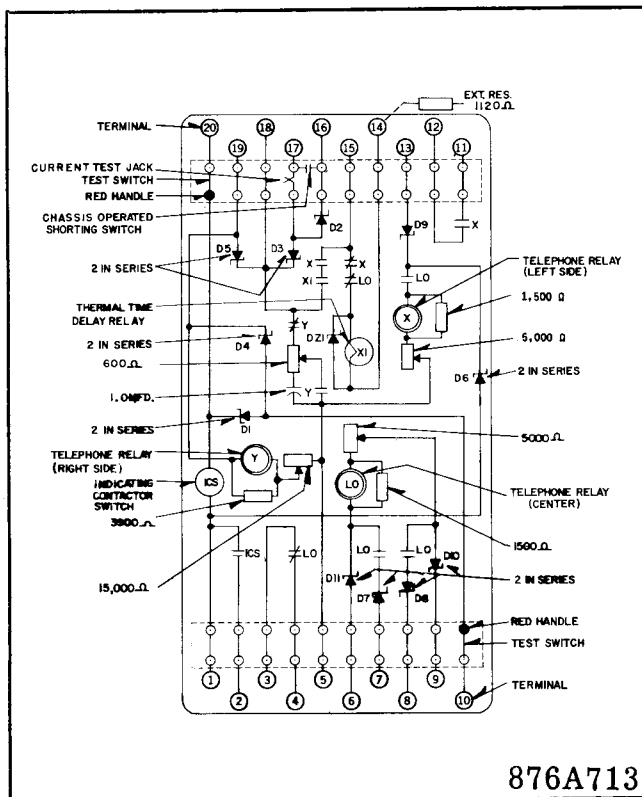 EXT. RES.
1120Ω
TERMINAL
20
19
18
17
16
15
14
13
12
11
CURRENT TEST JACK
TEST SWITCH
RED HANDLE
CHASSIS OPERATED
SHORTING SWITCH
D2
D9
X
D5
D3
2 IN SERIES
X
X1
X
LO
LO
TELEPHONE RELAY
(LEFT SIDE)
X
1,500 Ω
THERMAL TIME
DELAY RELAY
2 IN SERIES
D4
Y
DZ1
X1
5,000 Ω
600Ω
D6
2 IN SERIES
1.0MFD.
Y
2 IN SERIES
D1
5000Ω
TELEPHONE RELAY
(RIGHT SIDE)
Y
INDICATING
CONTACTOR
SWITCH
ICS
LO
TELEPHONE RELAY
(CENTER)
3900Ω
1500Ω
ICS
LO
LO
LO
D10
15,000Ω
D11
D7
D8
2 IN SERIES
RED HANDLE
TEST SWITCH
1
2
3
4
5
6
7
8
9
10
TERMINAL
876A713